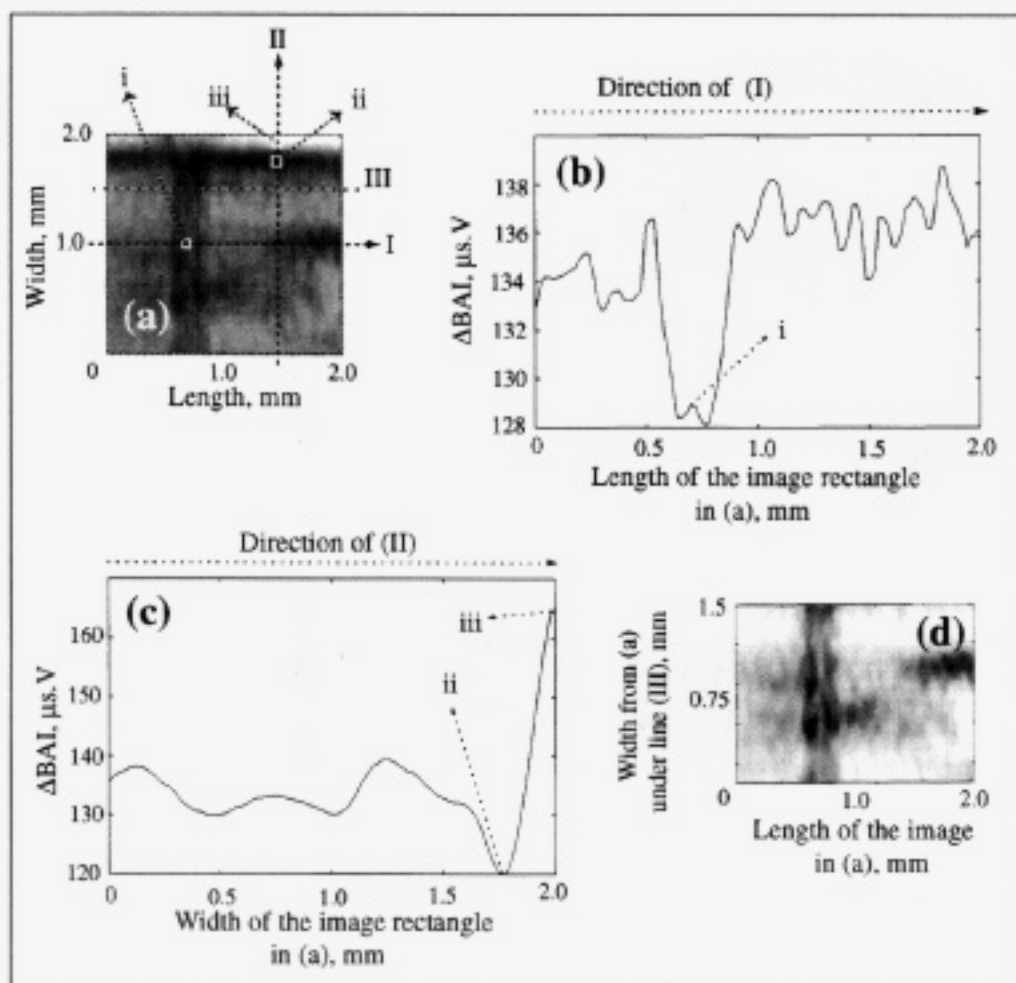 II
i
iii
ii
2.0
III
1.0
I
Width, mm
(a)
0
1.0
2.0
Length, mm
Direction of (I)
(b)
138
136
134
132
130
128
ΔBAI, µs.V
i
0
0.5
1.0
1.5
2.0
Length of the image rectangle
in (a), mm
Direction of (II)
(c)
160
150
140
130
120
ΔBAI, µs.V
iii
ii
0
0.5
1.0
1.5
2.0
Width of the image rectangle
in (a), mm
(d)
1.5
0.75
Width from (a)
under line (III), mm
0
1.0
2.0
Length of the image
in (a), mm